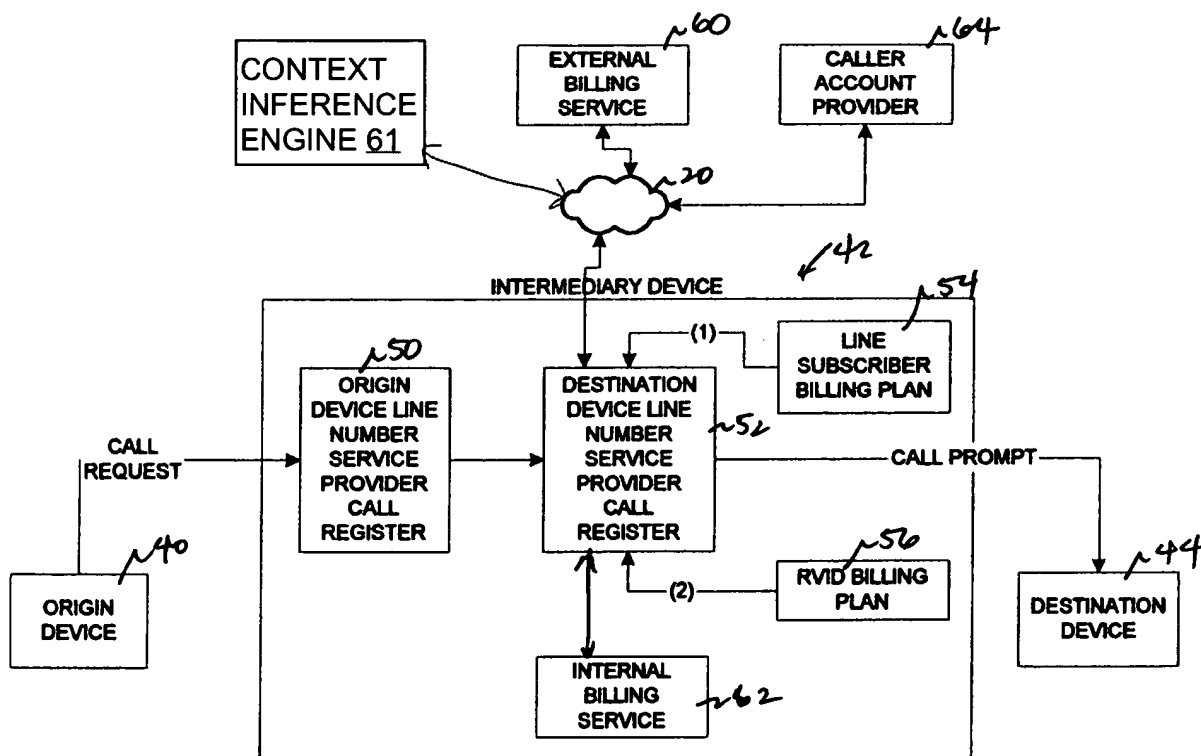 CONTEXT
INFERENCE
ENGINE 61
~60
EXTERNAL
BILLING
SERVICE
~64
CALLER
ACCOUNT
PROVIDER
~20
42
INTERMEDIARY DEVICE
~54
LINE
SUBSCRIBER
BILLING PLAN
(1)
~50
ORIGIN
DEVICE LINE
NUMBER
SERVICE
PROVIDER
CALL
REGISTER
DESTINATION
DEVICE LINE
NUMBER
SERVICE
PROVIDER
CALL
REGISTER
~52
CALL
REQUEST
CALL PROMPT
~40
ORIGIN
DEVICE
~56
RVID BILLING
PLAN
(2)
~44
DESTINATION
DEVICE
INTERNAL
BILLING
SERVICE
~62